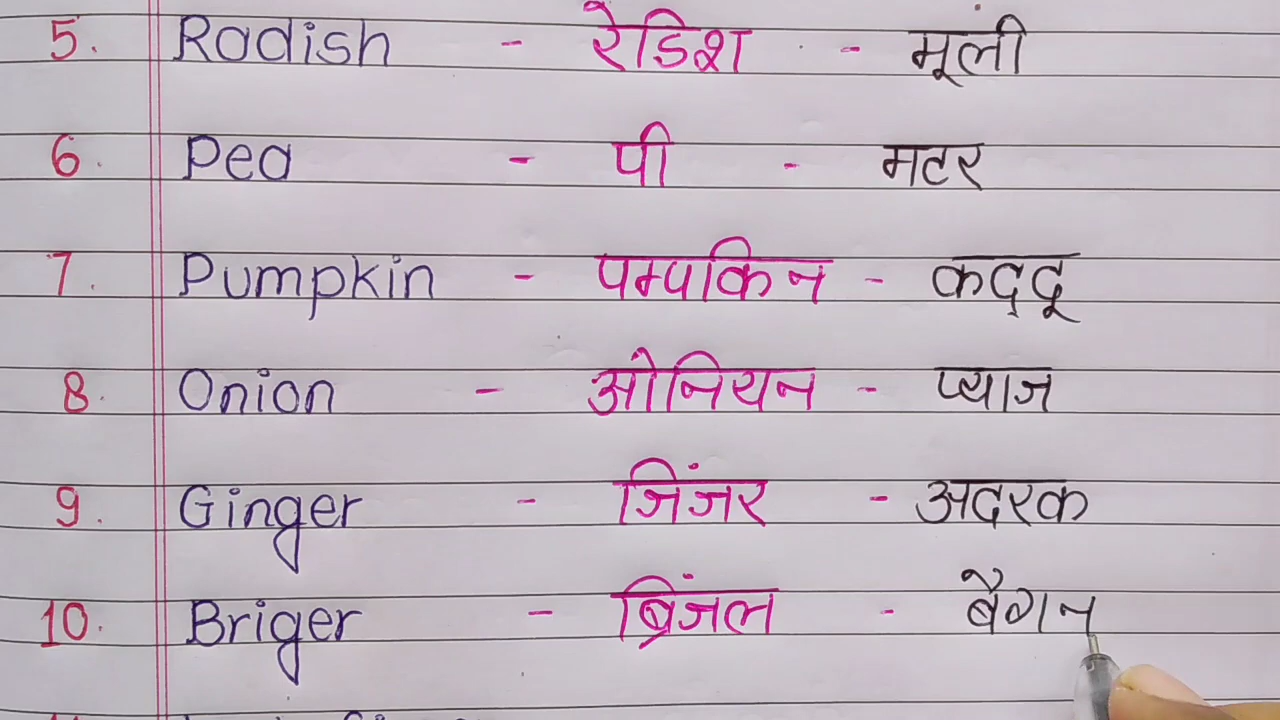 5. Radish - रेडिश - मूली
6. Pea - पी - मटर
7. Pumpkin - पम्पकिन - कद्दू
8. Onion - ओनियन - प्याज
9. Ginger - जिंजर - अदरक
10. Briger - ब्रिंजल - बैगन